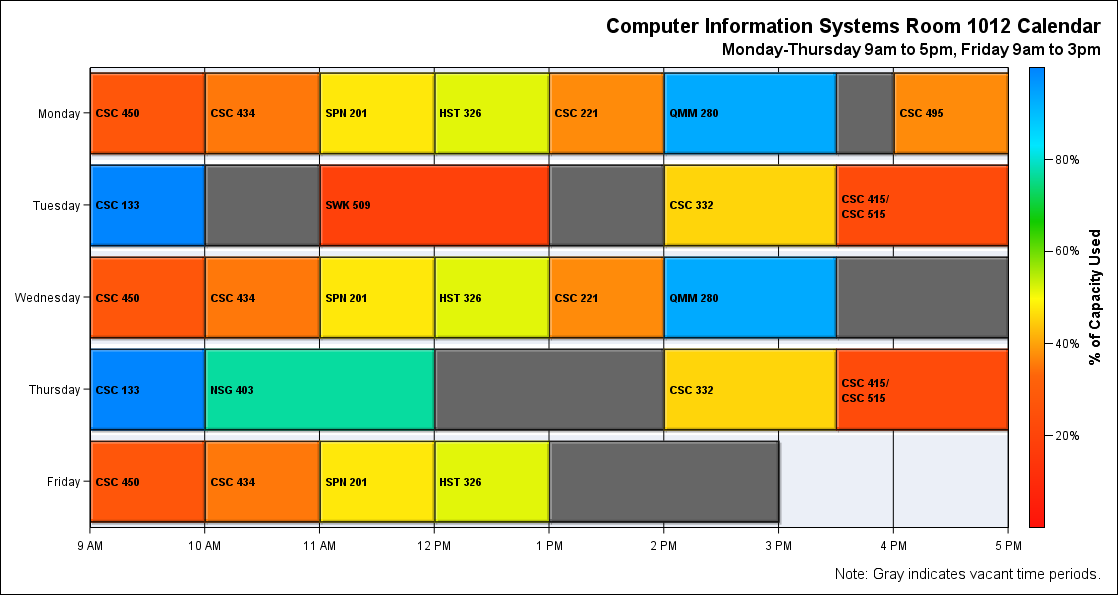 Computer Information Systems Room 1012 Calendar
Monday-Thursday 9am to 5pm, Friday 9am to 3pm
Monday
CSC 450
CSC 434
SPN 201
HST 326
CSC 221
QMM 280
CSC 495
Tuesday
CSC 133
SWK 509
CSC 332
CSC 415/
CSC 515
Wednesday
CSC 450
CSC 434
SPN 201
HST 326
CSC 221
QMM 280
Thursday
CSC 133
NSG 403
CSC 332
CSC 415/
CSC 515
Friday
CSC 450
CSC 434
SPN 201
HST 326
9 AM
10 AM
11 AM
12 PM
1 PM
2 PM
3 PM
4 PM
5 PM
80%
60%
40%
20%
% of Capacity Used
Note: Gray indicates vacant time periods.